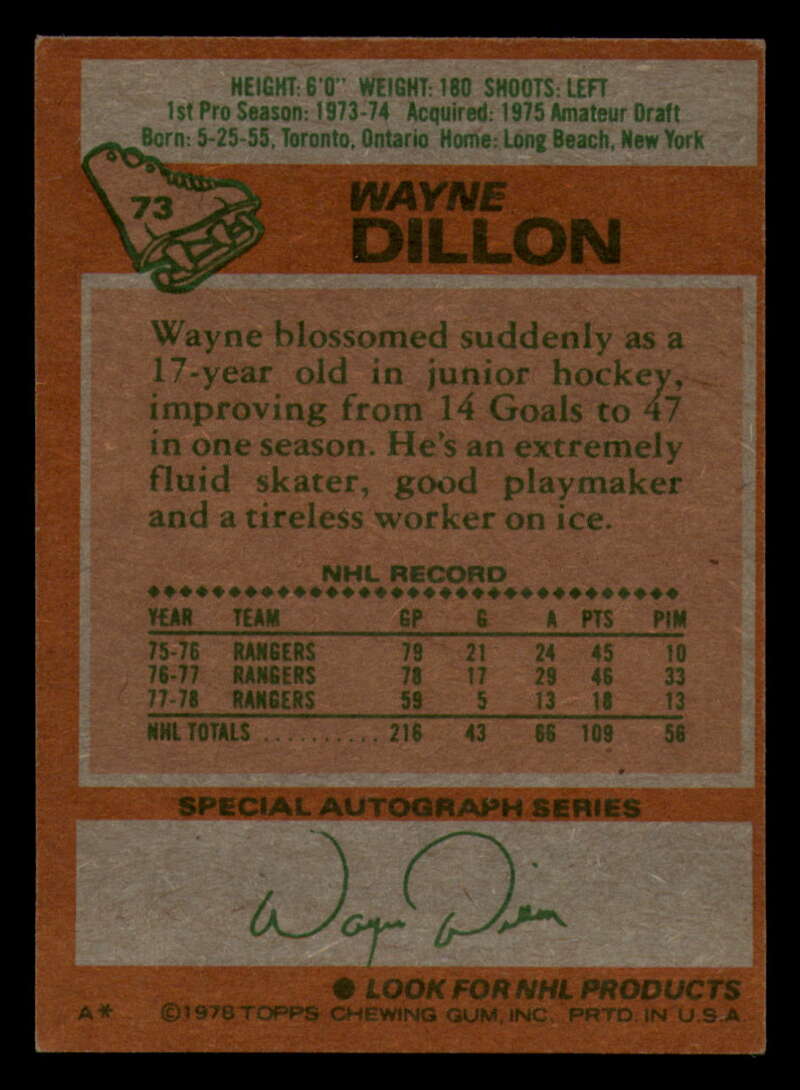 HEIGHT: 6'0" WEIGHT: 180 SHOOTS: LEFT
1st Pro Season: 1973-74 Acquired: 1975 Amateur Draft
Born: 5-25-55, Toronto, Ontario Home: Long Beach, New York
73
WAYNE
DILLON
Wayne blossomed suddenly as a
17-year old in junior hockey,
improving from 14 Goals to 47
in one season. He's an extremely
fluid skater, good playmaker
and a tireless worker on ice.
NHL RECORD
YEAR TEAM GP G A PTS PIM
75-76 RANGERS 79 21 24 45 10
76-77 RANGERS 78 17 29 46 33
77-78 RANGERS 59 5 13 18 13
NHL TOTALS .......... 216 43 66 109 56
SPECIAL AUTOGRAPH SERIES
Wayne Dillon
● LOOK FOR NHL PRODUCTS
A* ©1978 TOPPS CHEWING GUM, INC. PRTD. IN U.S.A.